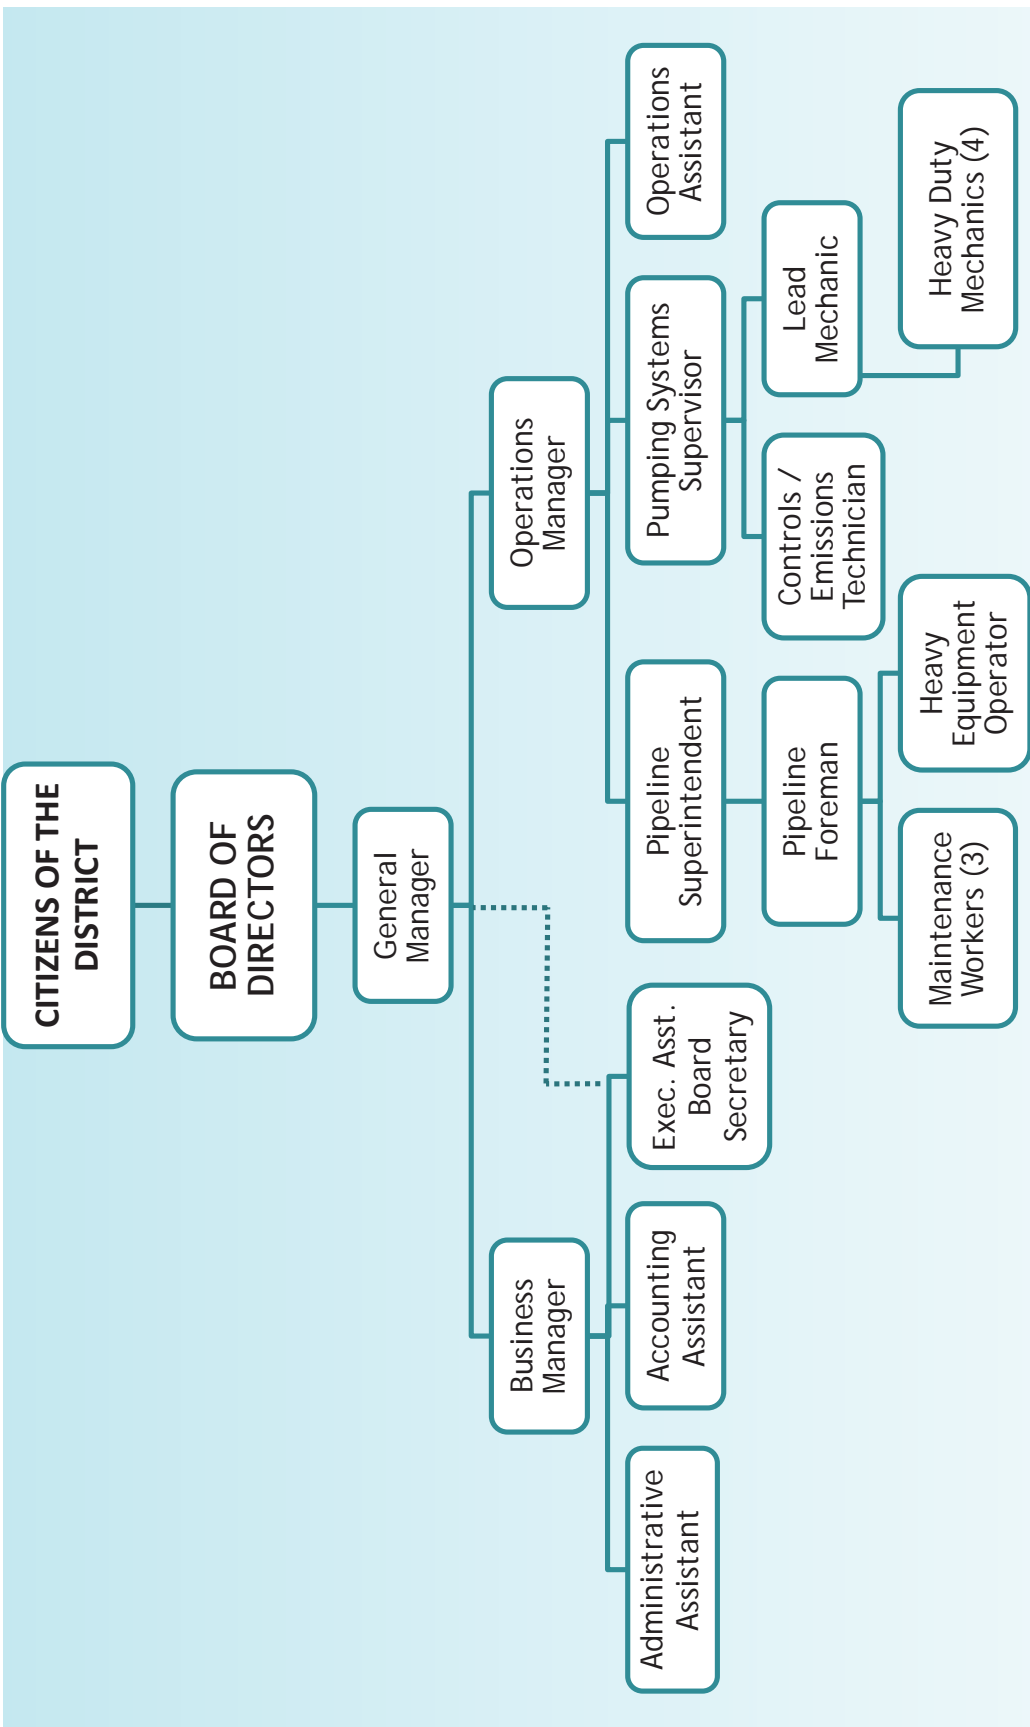 CITIZENS OF THE
DISTRICT
BOARD OF
DIRECTORS
General
Manager
Business
Manager
Operations
Manager
Administrative
Assistant
Accounting
Assistant
Exec. Asst.
Board
Secretary
Pipeline
Superintendent
Pumping Systems
Supervisor
Operations
Assistant
Pipeline
Foreman
Controls /
Emissions
Technician
Lead
Mechanic
Maintenance
Workers (3)
Heavy
Equipment
Operator
Heavy Duty
Mechanics (4)